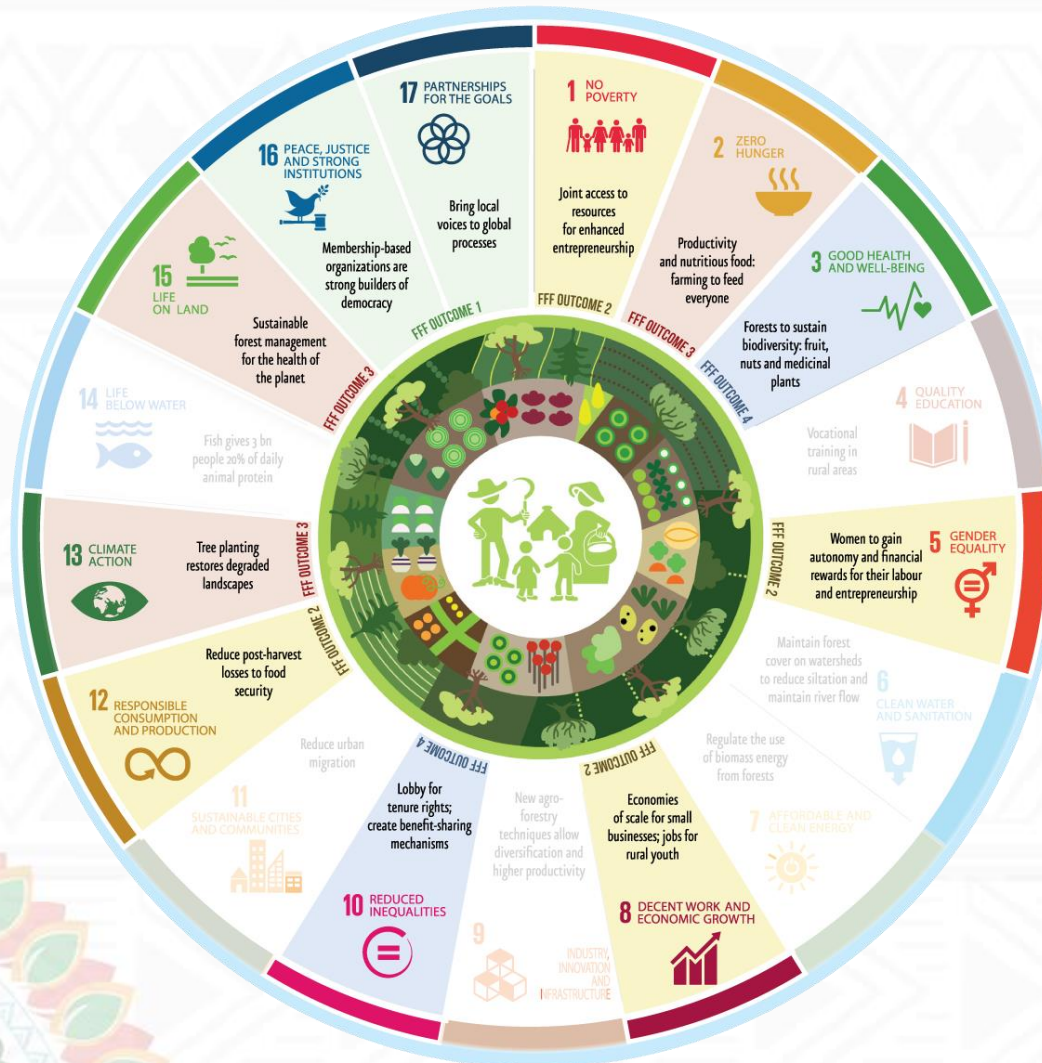 1 NO
POVERTY
Joint access to
resources
for enhanced
entrepreneurship
FFF OUTCOME 2
2 ZERO
HUNGER
Productivity
and nutritious food:
farming to feed
everyone
FFF OUTCOME 3
3 GOOD HEALTH
AND WELL-BEING
Forests to sustain
biodiversity: fruit,
nuts and medicinal
plants
FFF OUTCOME 4
4 QUALITY
EDUCATION
Vocational
training in
rural areas
5 GENDER
EQUALITY
Women to gain
autonomy and financial
rewards for their labour
and entrepreneurship
FFF OUTCOME 2
Maintain forest
cover on watersheds
to reduce siltation and
maintain river flow
6
CLEAN WATER
AND SANITATION
Regulate the use
of biomass energy
from forests
7 AFFORDABLE AND
CLEAN ENERGY
FFF OUTCOME 2
Economies
of scale for small
businesses; jobs for
rural youth
8 DECENT WORK AND
ECONOMIC GROWTH
New agro-
forestry
techniques allow
diversification and
higher productivity
9
INDUSTRY,
INNOVATION
AND
INFRASTRUCTURE
FFF OUTCOME 4
Lobby for
tenure rights;
create benefit-sharing
mechanisms
10 REDUCED
INEQUALITIES
Reduce urban
migration
11
SUSTAINABLE CITIES
AND COMMUNITIES
FFF OUTCOME 2
Reduce post-harvest
losses to food
security
12 RESPONSIBLE
CONSUMPTION
AND PRODUCTION
FFF OUTCOME 3
Tree planting
restores degraded
landscapes
13 CLIMATE
ACTION
14 LIFE
BELOW WATER
Fish gives 3 bn
people 20% of daily
animal protein
15
LIFE
ON LAND
Sustainable
forest management
for the health of
the planet
FFF OUTCOME 3
16 PEACE, JUSTICE
AND STRONG
INSTITUTIONS
Membership-based
organizations are
strong builders of
democracy
FFF OUTCOME 1
17 PARTNERSHIPS
FOR THE GOALS
Bring local
voices to global
processes